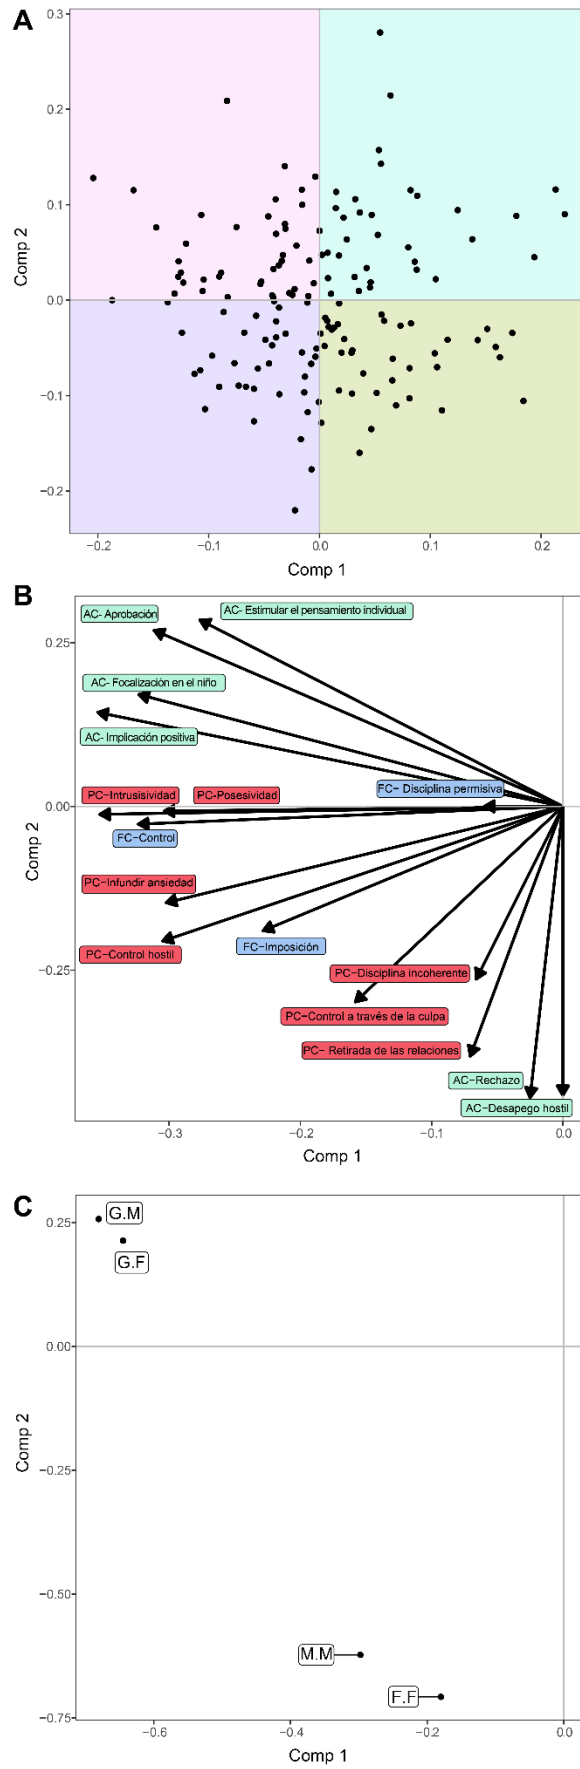 A
0.3
0.2
0.1
0.0
−0.1
−0.2
Comp 2
−0.2
−0.1
0.0
0.1
0.2
Comp 1
B
AC- Aprobación
AC- Estimular el pensamiento individual
0.25
AC- Focalización en el niño
AC- Implicación positiva
PC−Intrusisividad
PC-Posesividad
FC− Disciplina permisiva
0.00
FC−Control
Comp 2
PC−Infundir ansiedad
PC−Control hostil
FC−Imposición
−0.25
PC−Disciplina incoherente
PC−Control a través de la culpa
PC− Retirada de las relaciones
AC−Rechazo
AC−Desapego hostil
−0.3
−0.2
−0.1
0.0
Comp 1
C
G.M
0.25
G.F
0.00
Comp 2
−0.25
−0.50
M.M
F.F
−0.75
−0.6
−0.4
−0.2
0.0
Comp 1